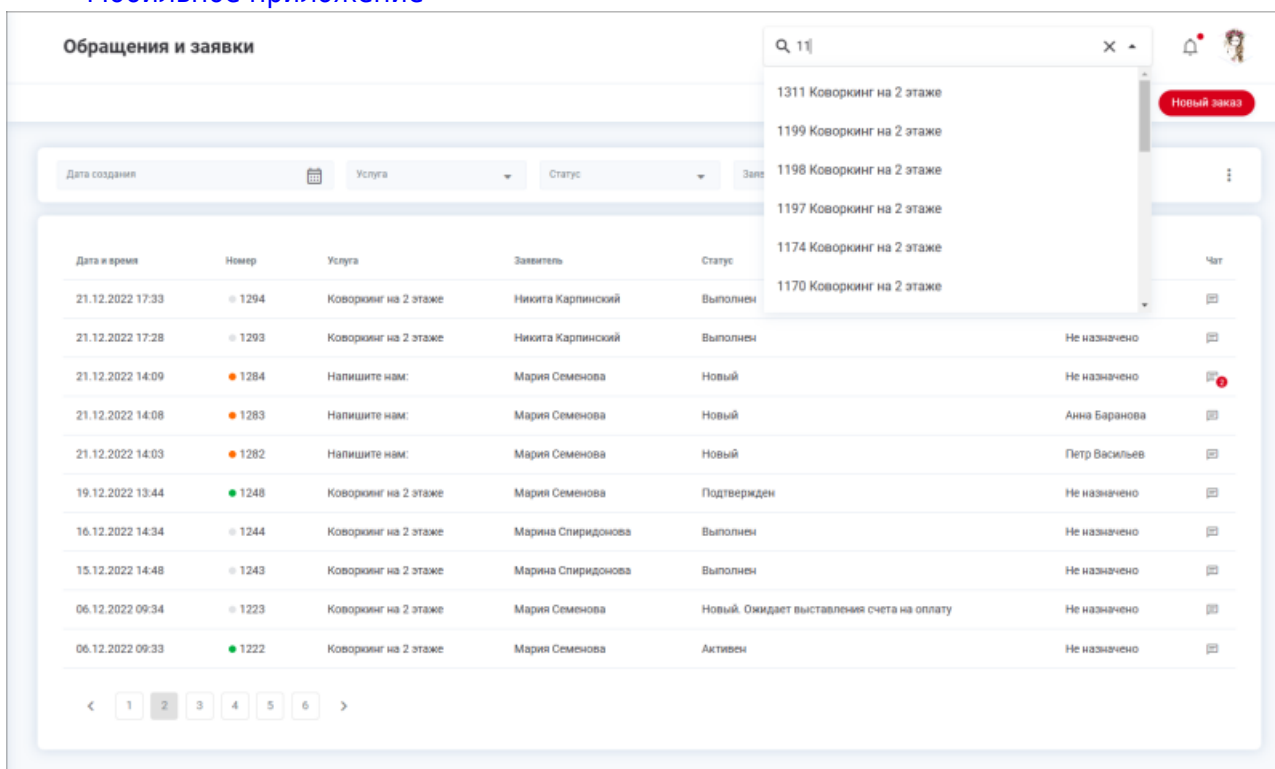 Мобильное приложение
Обращения и заявки
11
1311 Коворкинг на 2 этаже
Новый заказ
1199 Коворкинг на 2 этаже
Дата создания Услуга Статус
1198 Коворкинг на 2 этаже
1197 Коворкинг на 2 этаже
1174 Коворкинг на 2 этаже
Дата и время Номер Услуга Заявитель Статус Чат
1170 Коворкинг на 2 этаже
21.12.2022 17:33 1294 Коворкинг на 2 этаже Никита Карпинский Выполнен
21.12.2022 17:28 1293 Коворкинг на 2 этаже Никита Карпинский Выполнен Не назначено
21.12.2022 14:09 1284 Напишите нам: Мария Семенова Новый Не назначено 2
21.12.2022 14:08 1283 Напишите нам: Мария Семенова Новый Анна Баранова
21.12.2022 14:03 1282 Напишите нам: Мария Семенова Новый Петр Васильев
19.12.2022 13:44 1248 Коворкинг на 2 этаже Мария Семенова Подтвержден Не назначено
16.12.2022 14:34 1244 Коворкинг на 2 этаже Марина Спиридонова Выполнен Не назначено
15.12.2022 14:48 1243 Коворкинг на 2 этаже Марина Спиридонова Выполнен Не назначено
06.12.2022 09:34 1223 Коворкинг на 2 этаже Мария Семенова Новый. Ожидает выставления счета на оплату Не назначено
06.12.2022 09:33 1222 Коворкинг на 2 этаже Мария Семенова Активен Не назначено
1 2 3 4 5 6